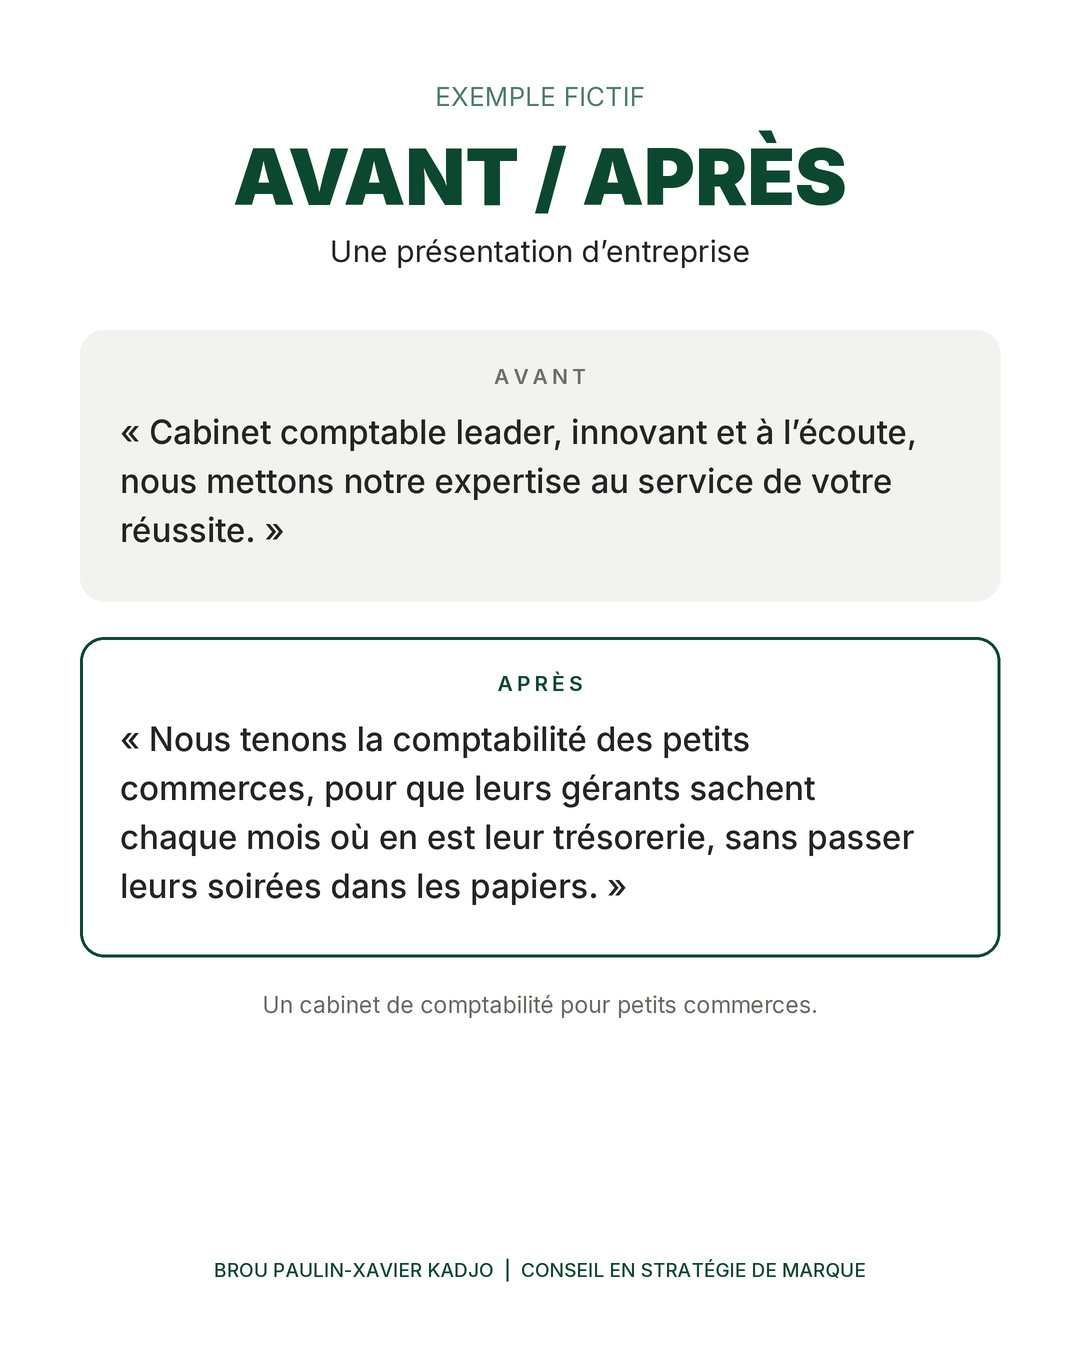 EXEMPLE FICTIF
AVANT / APRÈS
Une présentation d’entreprise
AVANT
« Cabinet comptable leader, innovant et à l’écoute,
nous mettons notre expertise au service de votre
réussite. »
APRÈS
« Nous tenons la comptabilité des petits
commerces, pour que leurs gérants sachent
chaque mois où en est leur trésorerie, sans passer
leurs soirées dans les papiers. »
Un cabinet de comptabilité pour petits commerces.
BROU PAULIN-XAVIER KADJO | CONSEIL EN STRATÉGIE DE MARQUE